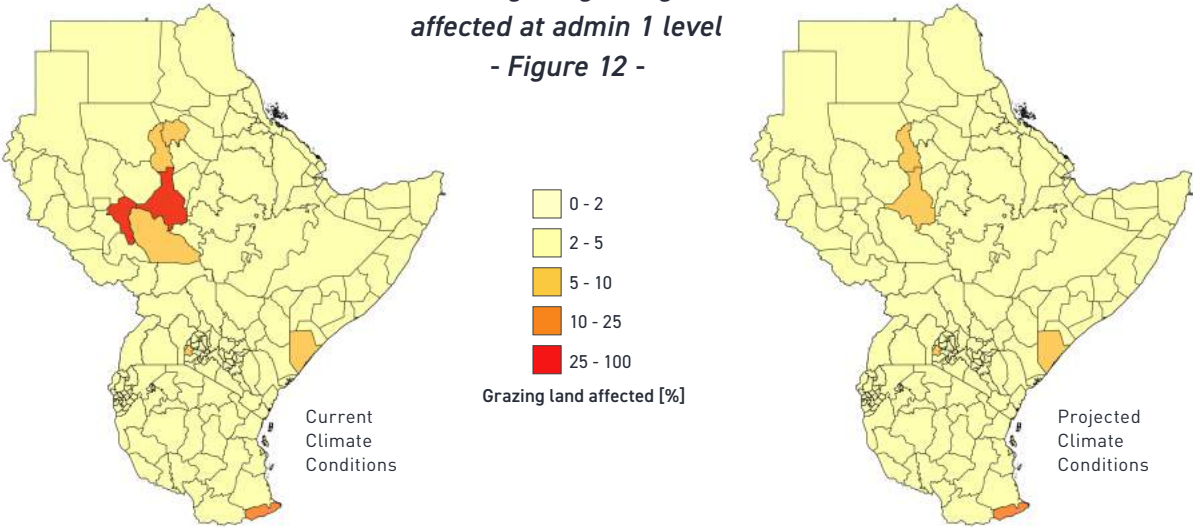 affected at admin 1 level
- Figure 12 -
0 - 2
2 - 5
5 - 10
10 - 25
25 - 100
Grazing land affected [%]
Current
Climate
Conditions
Projected
Climate
Conditions